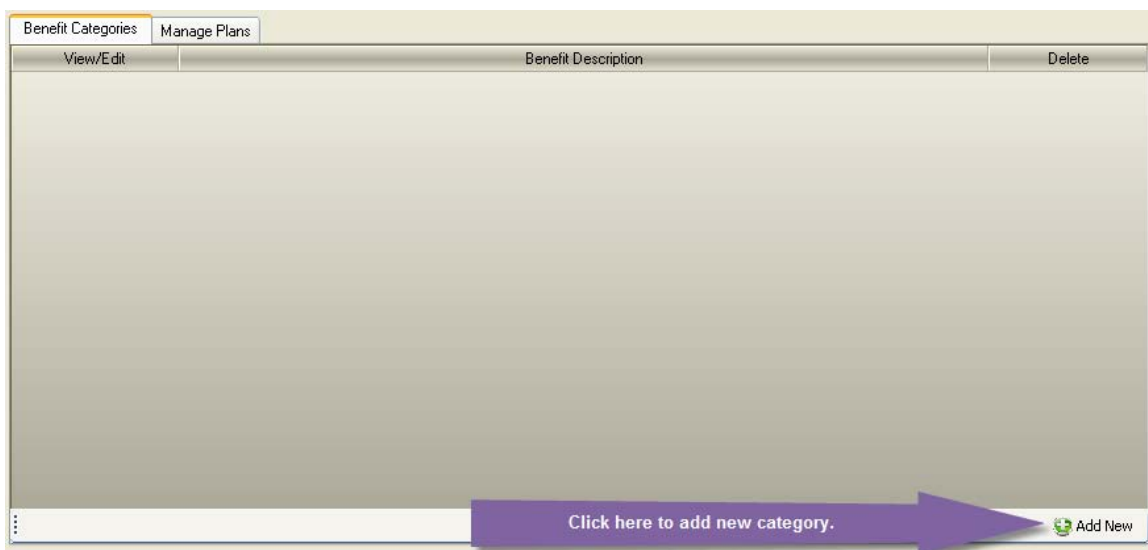 Benefit Categories Manage Plans
View/Edit Benefit Description Delete
Click here to add new category. Add New